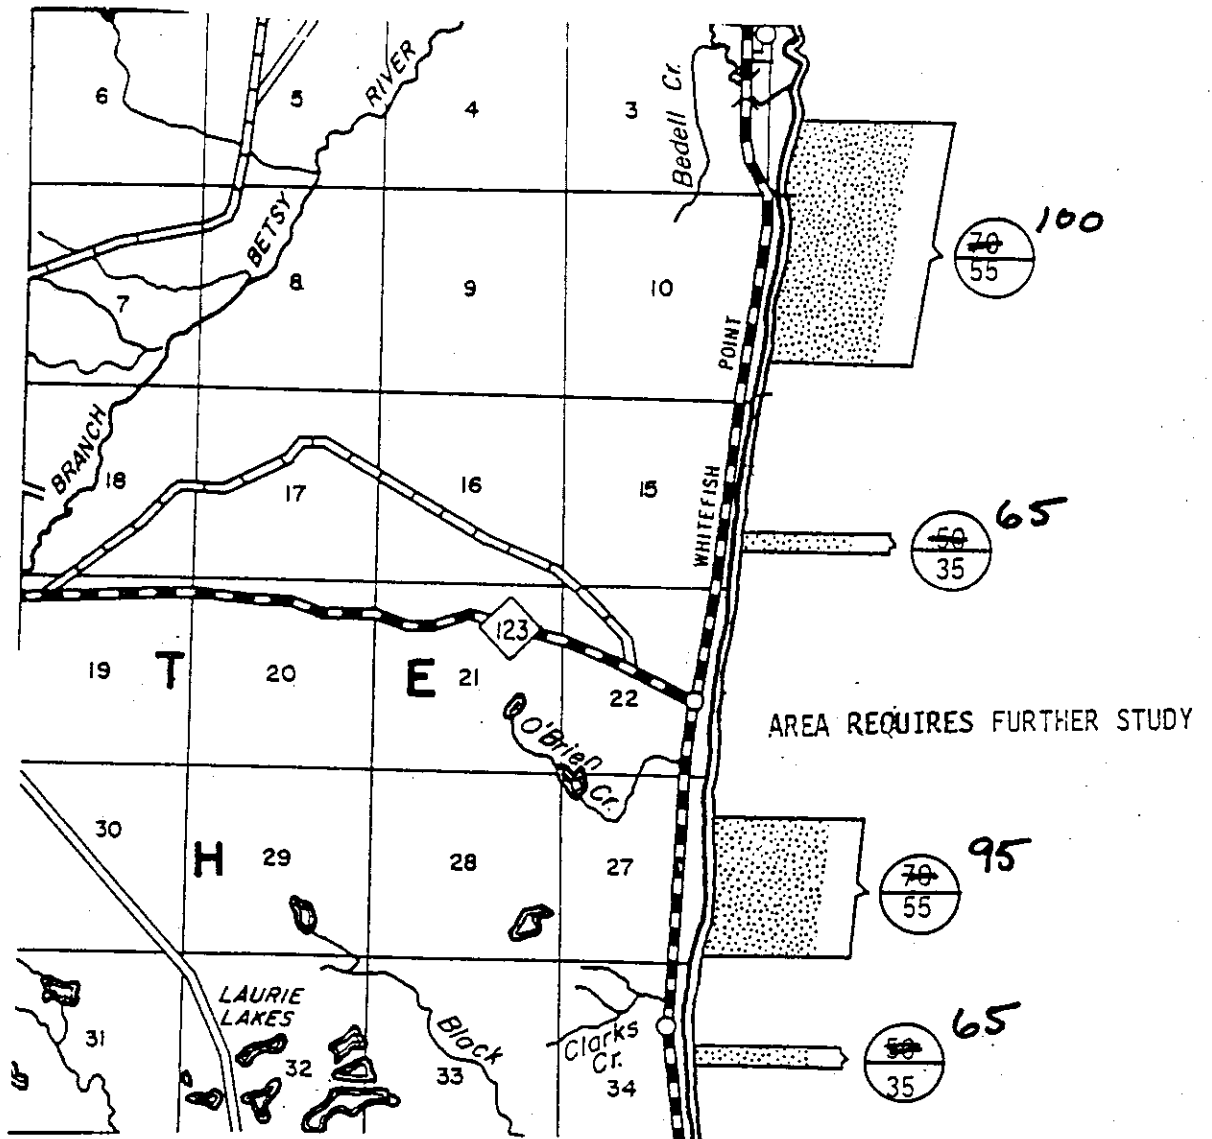 6
5
RIVER
4
3
Bedell Cr.
BETSY
7
8
9
10
POINT
70 100
55
BRANCH
18
17
16
15
WHITEFISH
50 65
35
123
19
T
20
E
21
22
AREA REQUIRES FURTHER STUDY
O'Brien
Cr.
30
H
29
28
27
70 95
55
LAURIE
LAKES
31
32
Black
33
Clarks
Cr.
34
50 65
35